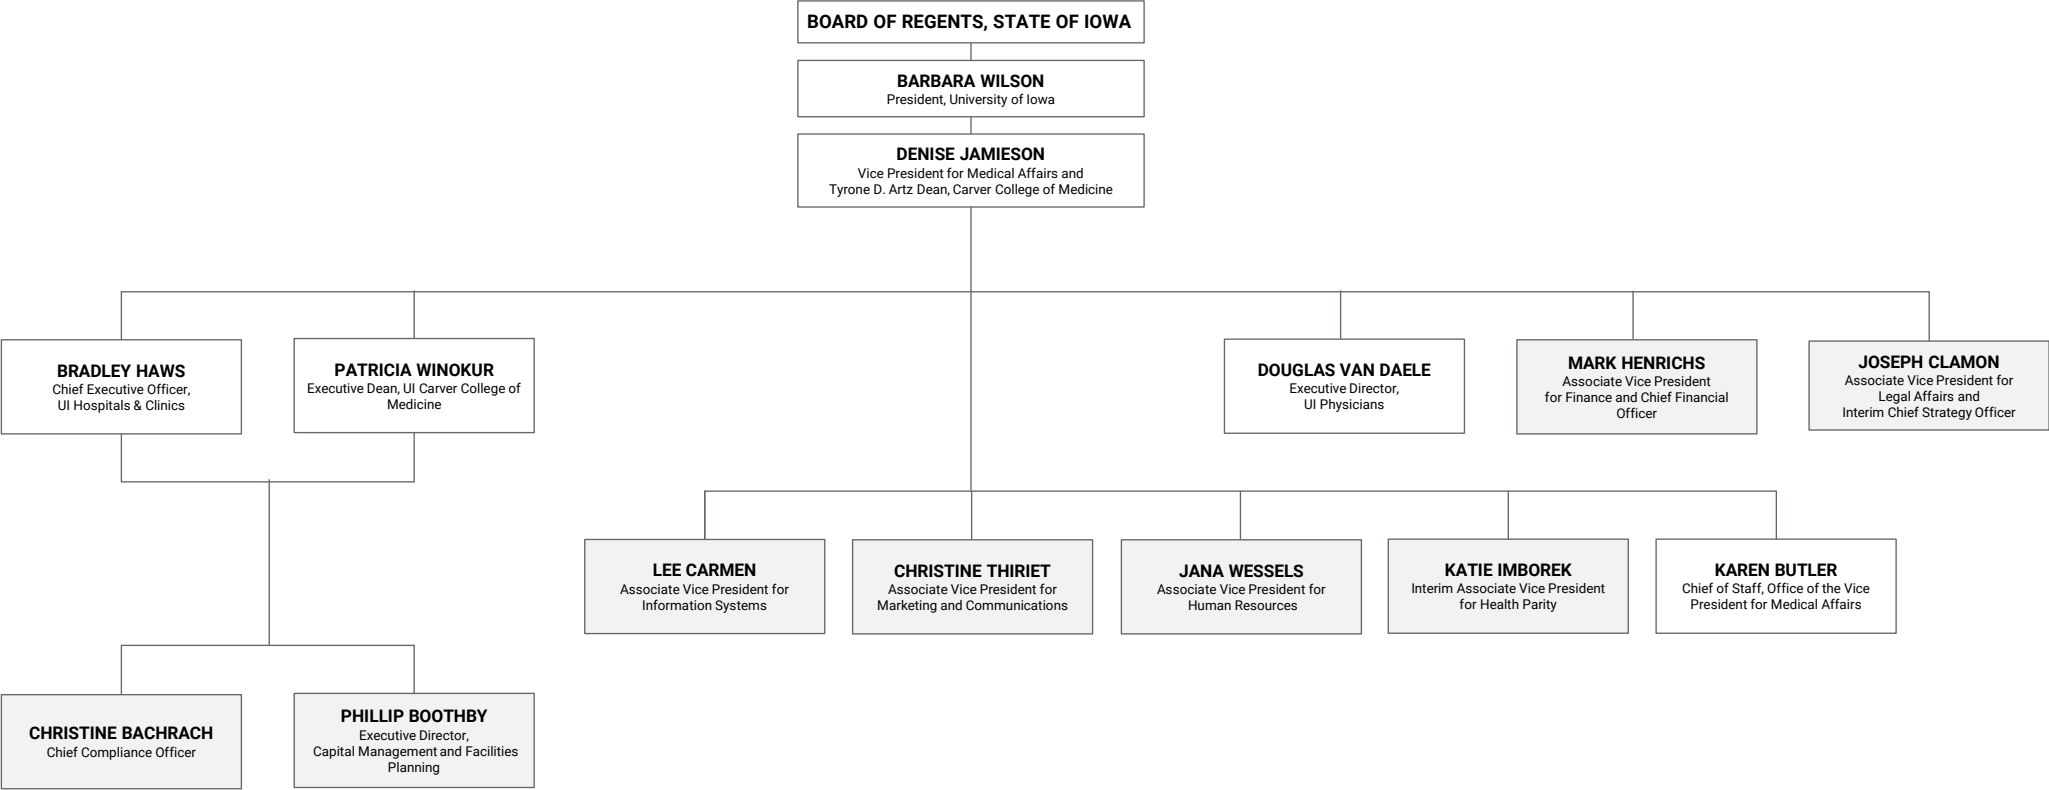 BOARD OF REGENTS, STATE OF IOWA
BARBARA WILSON
President, University of Iowa
DENISE JAMIESON
Vice President for Medical Affairs and
Tyrone D. Artz Dean, Carver College of Medicine
BRADLEY HAWS
Chief Executive Officer,
UI Hospitals & Clinics
PATRICIA WINOKUR
Executive Dean, UI Carver College of
Medicine
DOUGLAS VAN DAELE
Executive Director,
UI Physicians
MARK HENRICHS
Associate Vice President
for Finance and Chief Financial
Officer
JOSEPH CLAMON
Associate Vice President for
Legal Affairs and
Interim Chief Strategy Officer
LEE CARMEN
Associate Vice President for
Information Systems
CHRISTINE THIRIET
Associate Vice President for
Marketing and Communications
JANA WESSELS
Associate Vice President for
Human Resources
KATIE IMBOREK
Interim Associate Vice President
for Health Parity
KAREN BUTLER
Chief of Staff, Office of the Vice
President for Medical Affairs
CHRISTINE BACHRACH
Chief Compliance Officer
PHILLIP BOOTHBY
Executive Director,
Capital Management and Facilities
Planning